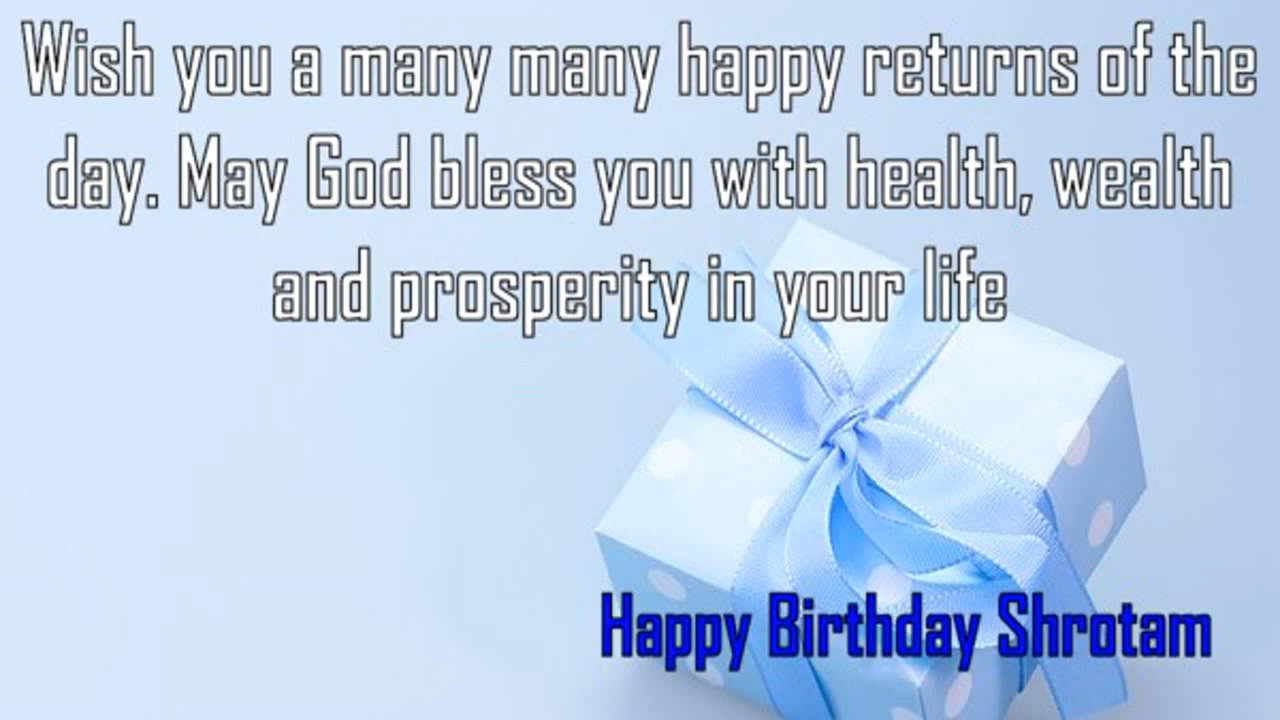 Wish you a many many happy returns of the
day. May God bless you with health, wealth
and prosperity in your life
Happy Birthday Shrotam